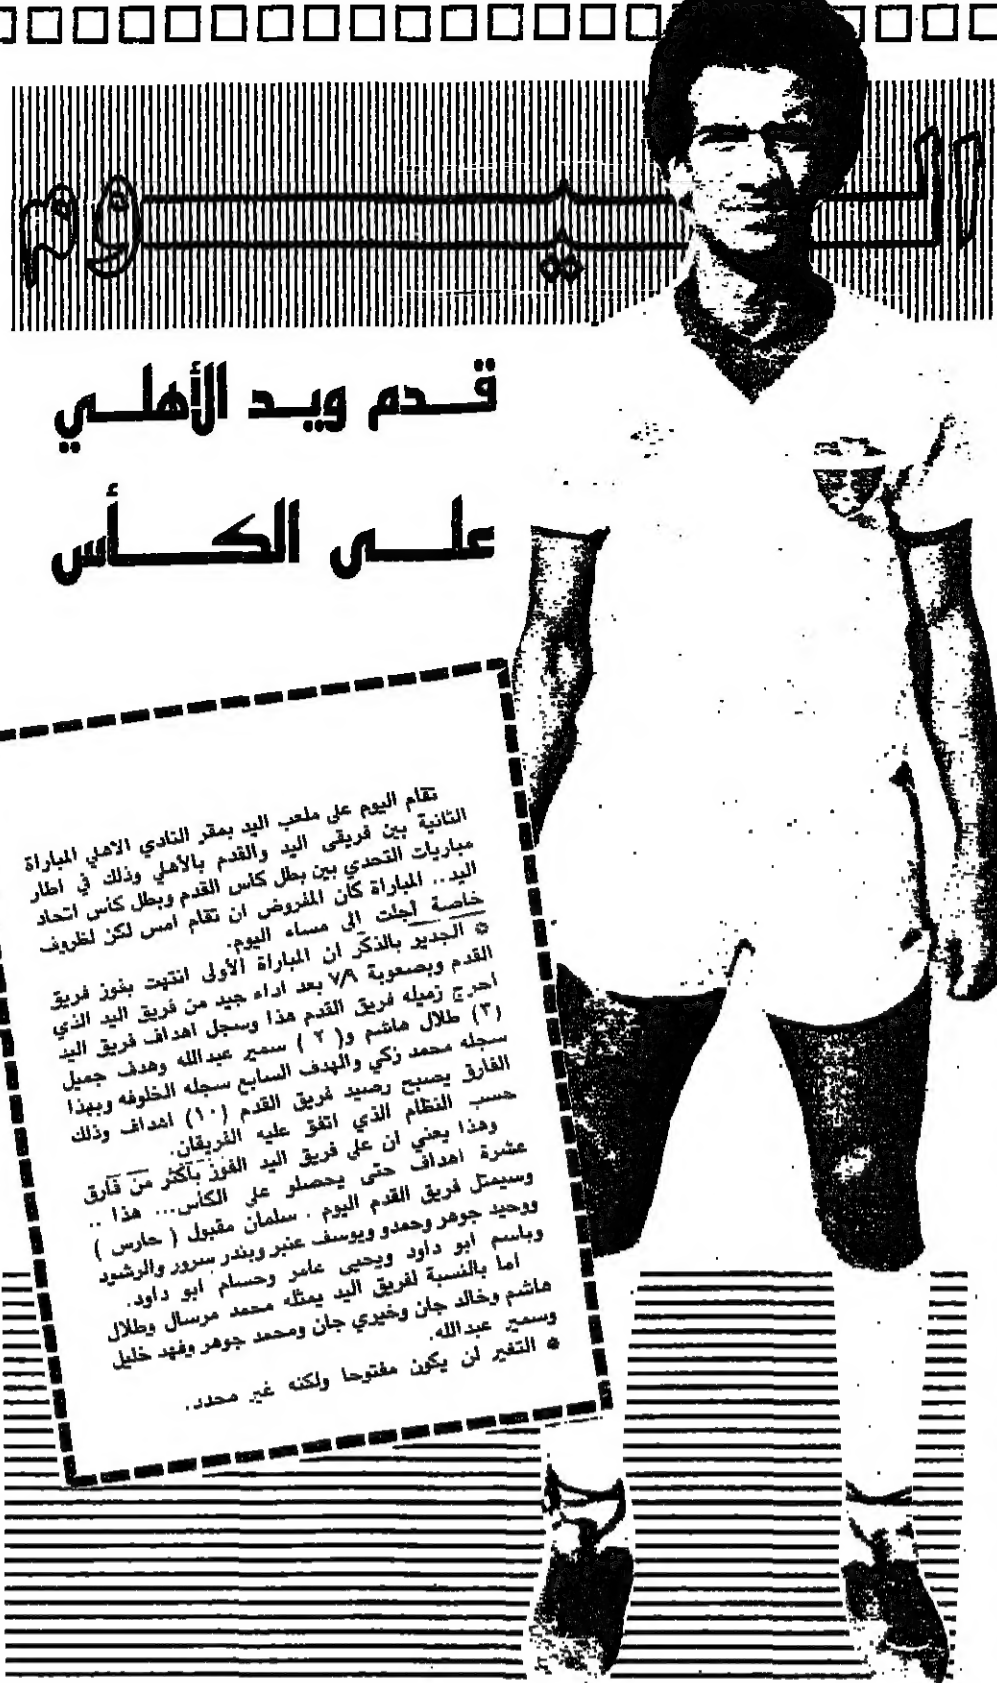 اليوم
قدم ويد الأهلي
على الكأس
تقام اليوم على ملعب اليد بمقر النادي الاهلي المباراة
الثانية بين فريقى اليد والقدم بالأهلي وذلك في اطار
مباريات التحدي بين بطل كاس القدم وبطل كاس اتحاد
اليد.. المباراة كان المفروض ان تقام امس لكن لظروف
خاصة أجلت الى مساء اليوم.
* الجدير بالذكر ان المباراة الأولى انتهت بفوز فريق
القدم وبصعوبة ٧/٩ بعد اداء جيد من فريق اليد الذي
احرج زميله فريق القدم هذا وسجل اهداف فريق اليد
(٣) طلال هاشم و( ٢ ) سمير عبدالله وهدف جميل
سجله محمد زكي والهدف السابع سجله الخلوفه وبهذا
الفارق يصبح رصيد فريق القدم (١٠) اهداف وذلك
حسب النظام الذي اتفق عليه الفريقان.
وهذا يعني ان على فريق اليد الفوز بأكثر من فارق
عشرة اهداف حتى يحصلو على الكأس... هذا ..
وسيمثل فريق القدم اليوم . سلمان مقبول ( حارس )
ووحيد جوهر وحمدو ويوسف عنبر وبندر سرور والرشود
وباسم ابو داود ويحيى عامر وحسام ابو داود.
اما بالنسبة لفريق اليد يمثله محمد مرسال وطلال
هاشم وخالد جان وخيري جان ومحمد جوهر وفهد خليل
وسمير عبدالله.
* التغير لن يكون مفتوحا ولكنه غير محدد.